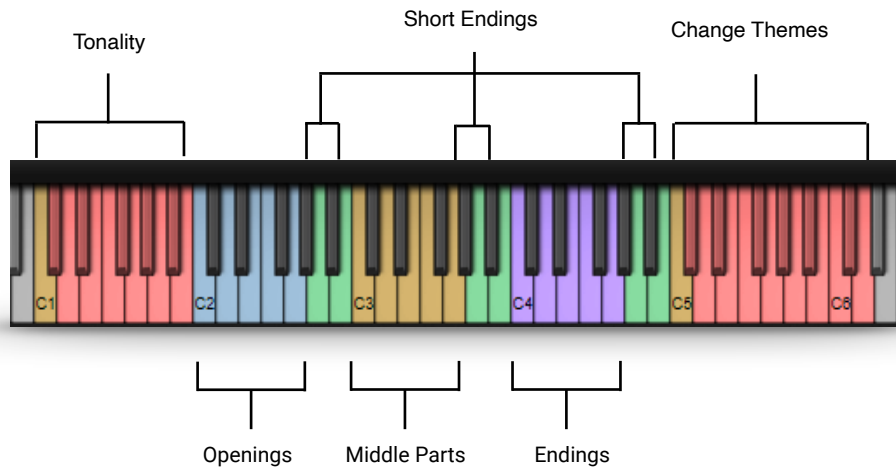 Short Endings
Tonality
Change Themes
C1
C2
C3
C4
C5
C6
Openings
Middle Parts
Endings